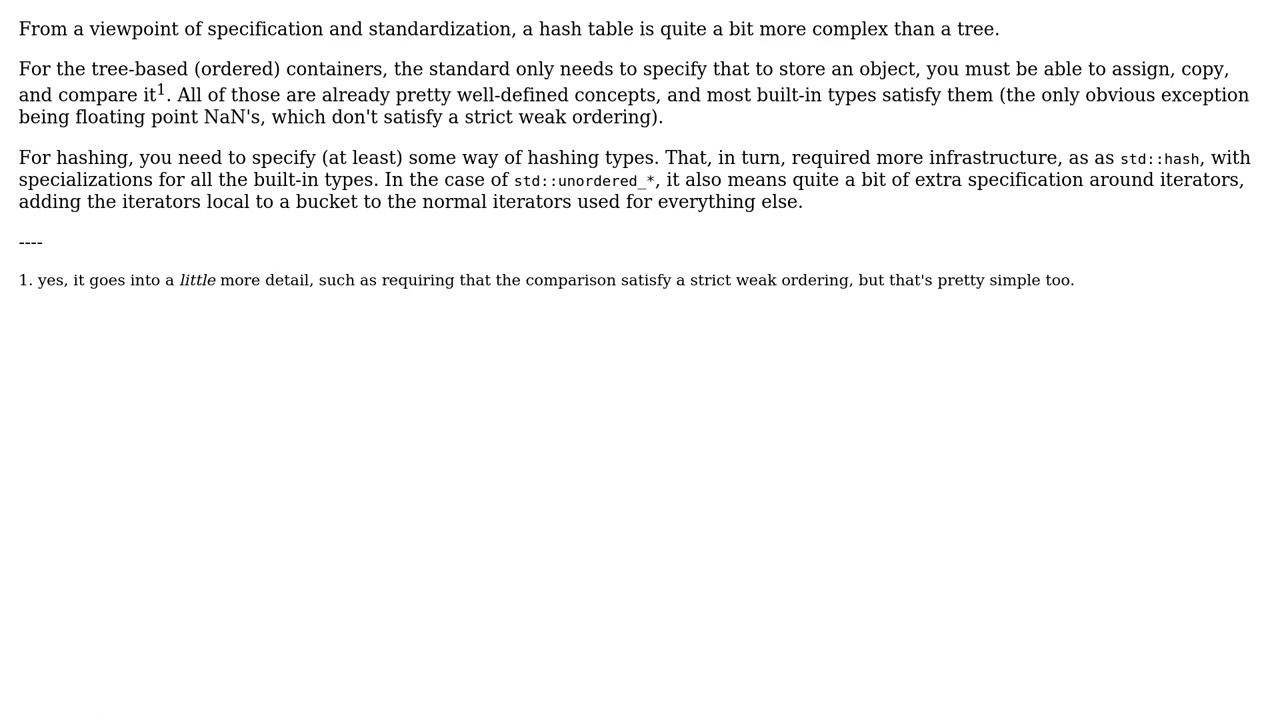 From a viewpoint of specification and standardization, a hash table is quite a bit more complex than a tree.
For the tree-based (ordered) containers, the standard only needs to specify that to store an object, you must be able to assign, copy,
and compare it1. All of those are already pretty well-defined concepts, and most built-in types satisfy them (the only obvious exception
being floating point NaN's, which don't satisfy a strict weak ordering).
For hashing, you need to specify (at least) some way of hashing types. That, in turn, required more infrastructure, as as std::hash, with
specializations for all the built-in types. In the case of std::unordered_*, it also means quite a bit of extra specification around iterators,
adding the iterators local to a bucket to the normal iterators used for everything else.
----
1. yes, it goes into a little more detail, such as requiring that the comparison satisfy a strict weak ordering, but that's pretty simple too.